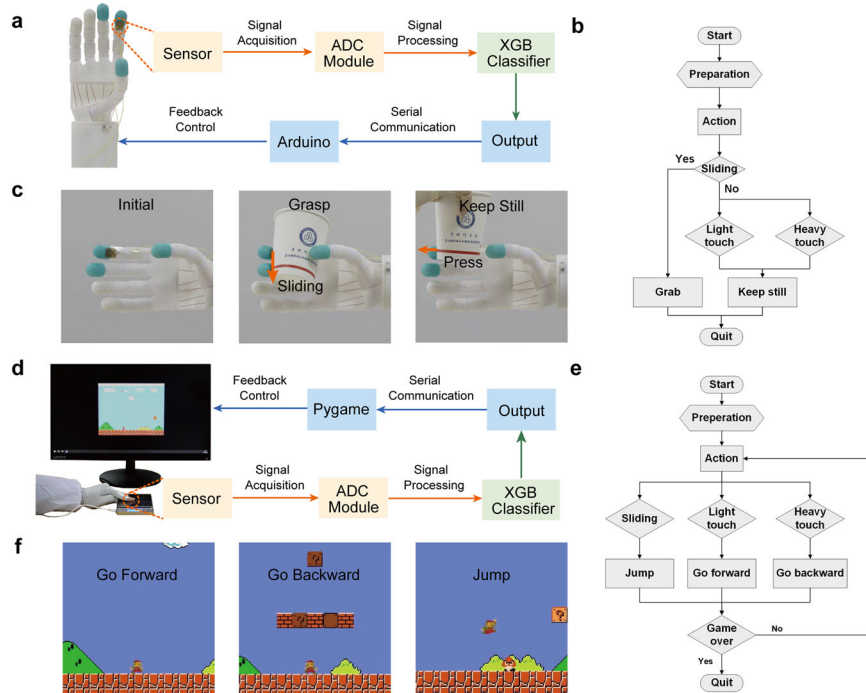 a
Sensor
Signal
Acquisition
ADC
Module
Signal
Processing
XGB
Classifier
Feedback
Control
Arduino
Serial
Communication
Output
b
Start
Preparation
Action
Yes
Sliding
No
Light
touch
Heavy
touch
Grab
Keep still
Quit
c
Initial
Grasp
Sliding
Keep Still
Press
d
Feedback
Control
Pygame
Serial
Communication
Output
Sensor
Signal
Acquisition
ADC
Module
Signal
Processing
XGB
Classifier
e
Start
Preperation
Action
Sliding
Light
touch
Heavy
touch
Jump
Go forward
Go backward
Game
over
No
Yes
Quit
f
Go Forward
Go Backward
?
?
Jump
?